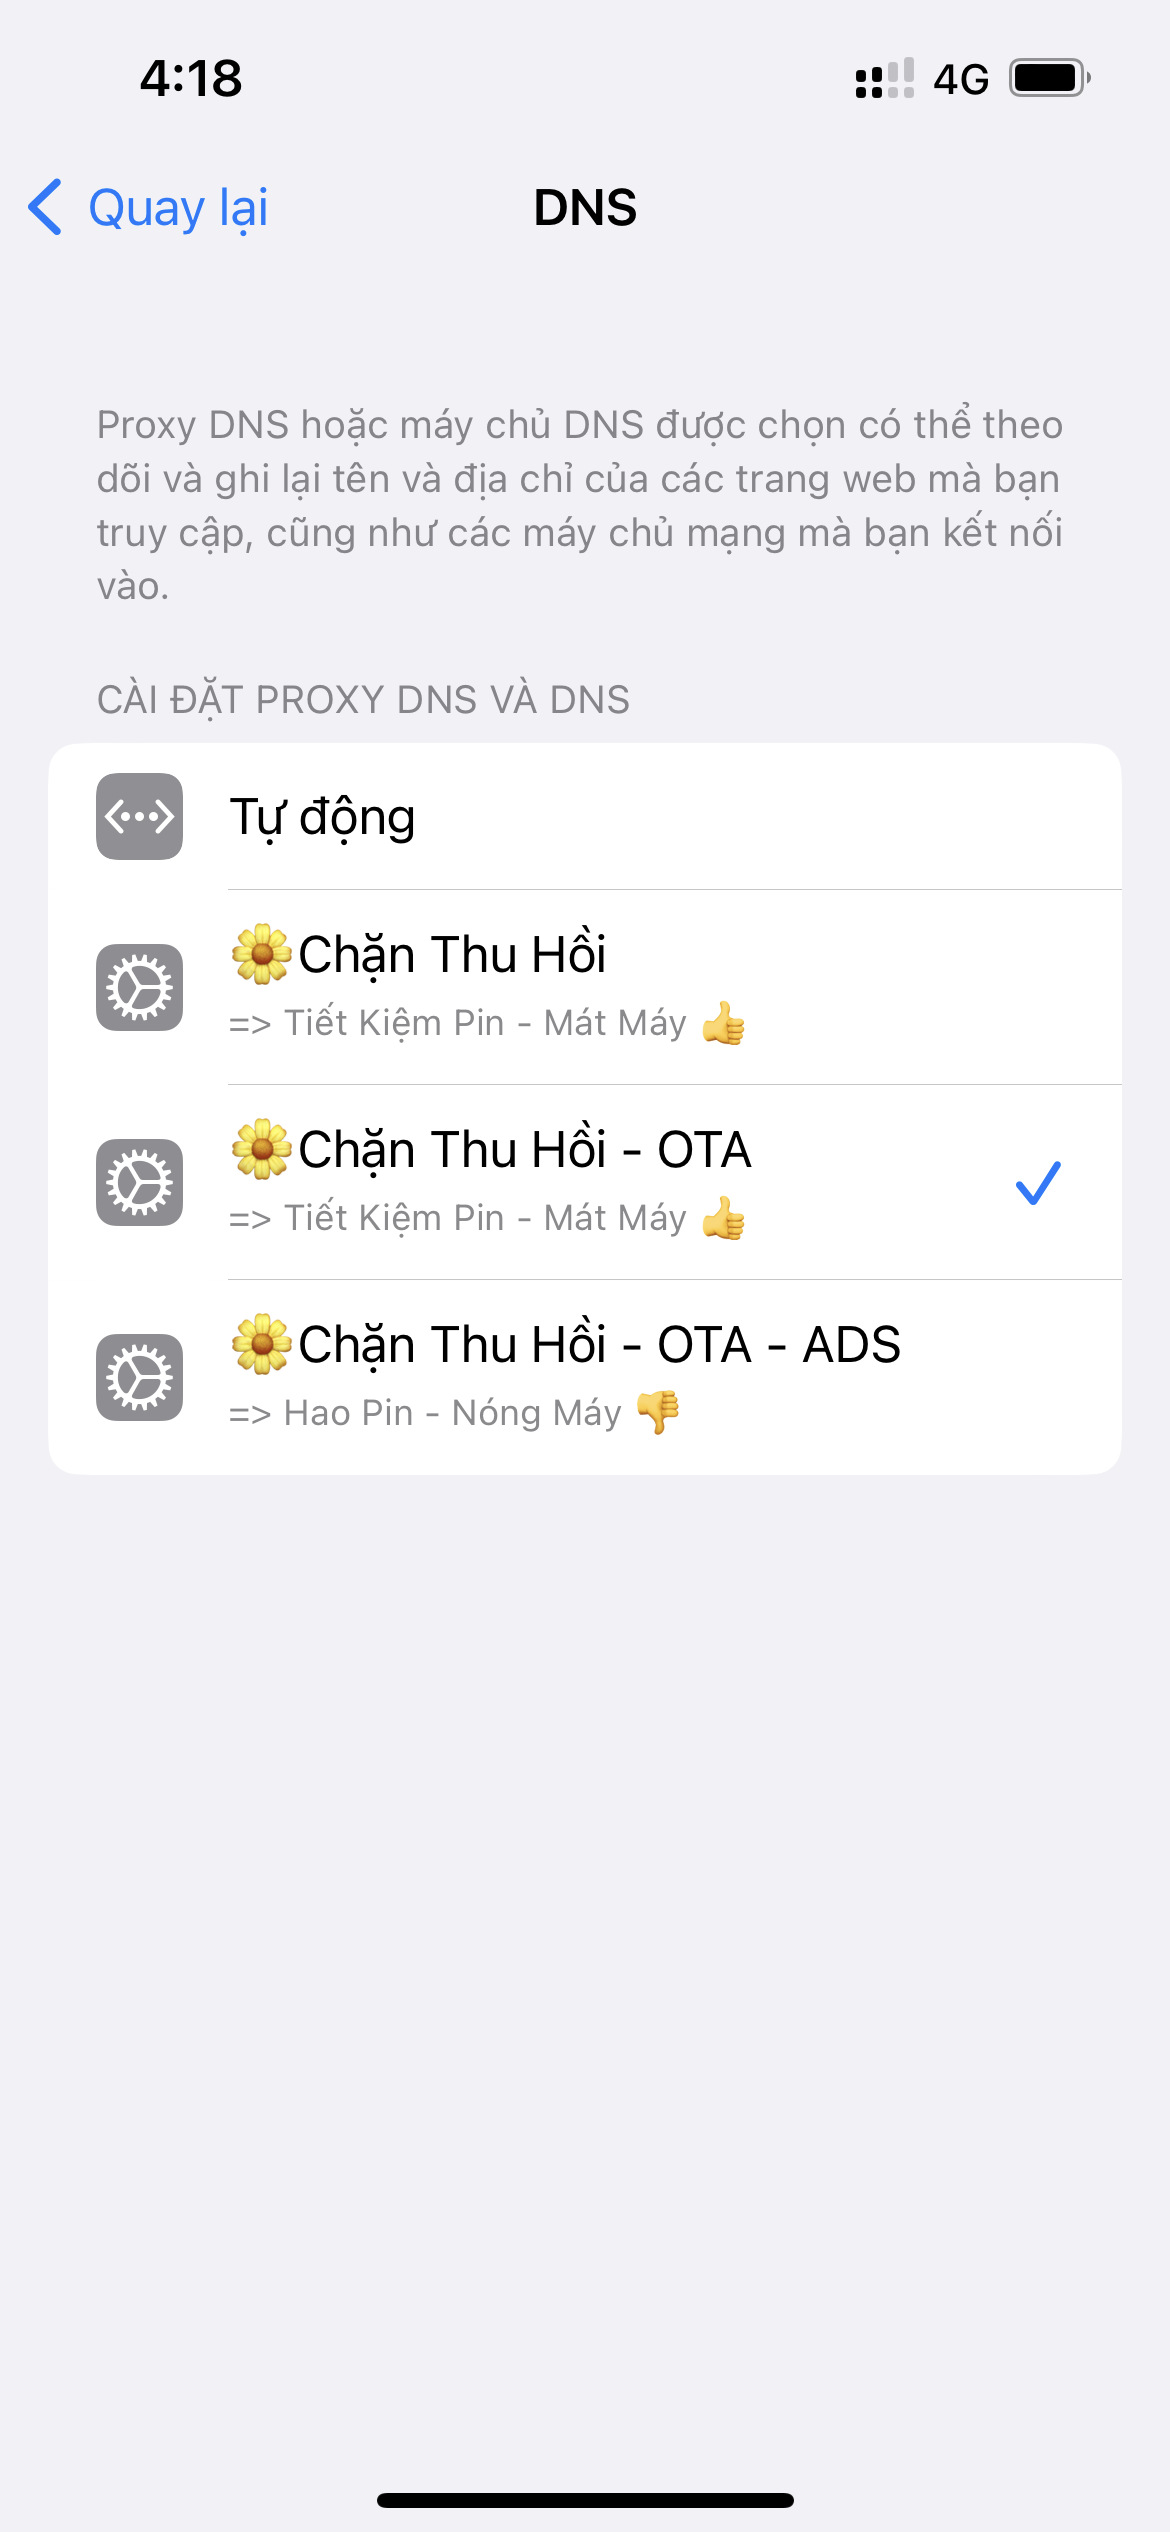 4:18
4G
Quay lại
DNS
Proxy DNS hoặc máy chủ DNS được chọn có thể theo
dõi và ghi lại tên và địa chỉ của các trang web mà bạn
truy cập, cũng như các máy chủ mạng mà bạn kết nối
vào.
CÀI ĐẶT PROXY DNS VÀ DNS
Tự động
🌼Chặn Thu Hồi
=> Tiết Kiệm Pin - Mát Máy 👍
🌼Chặn Thu Hồi - OTA
=> Tiết Kiệm Pin - Mát Máy 👍
🌼Chặn Thu Hồi - OTA - ADS
=> Hao Pin - Nóng Máy 👎